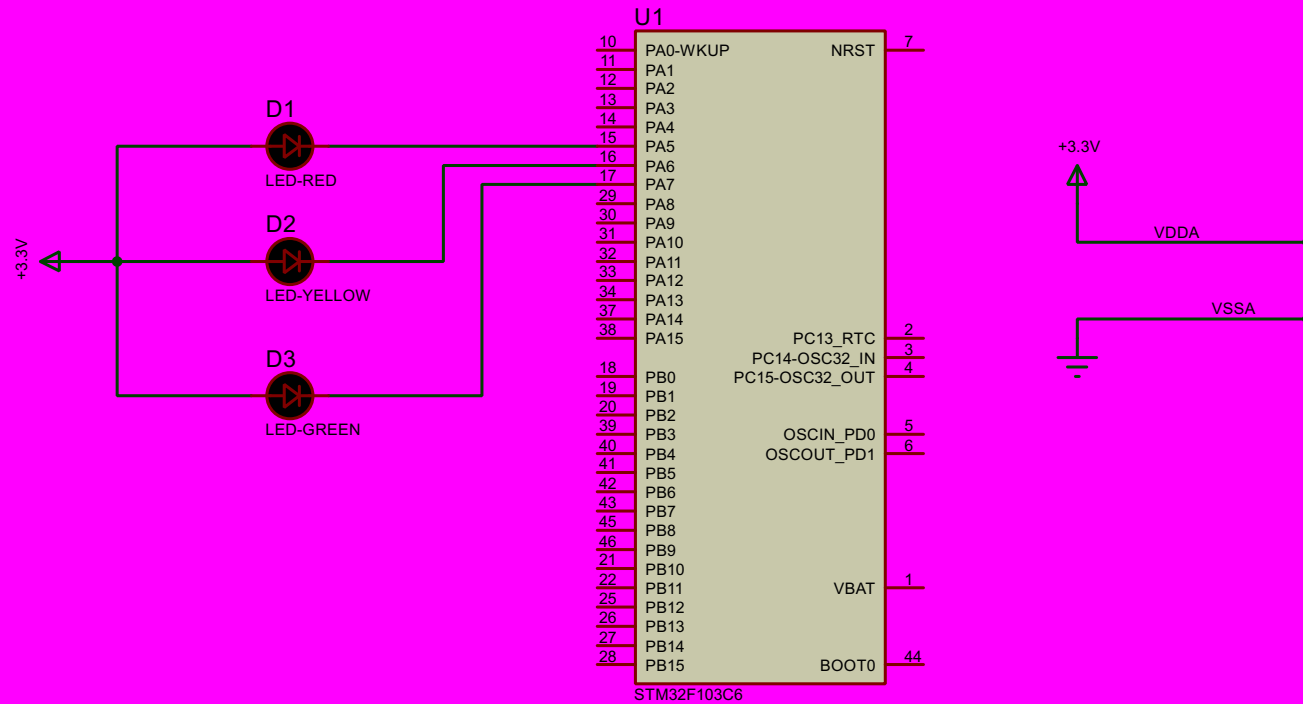 U1
10 PA0-WKUP NRST 7
11 PA1
12 PA2
13 PA3
14 PA4
15 PA5
16 PA6
17 PA7
29 PA8
30 PA9
31 PA10
32 PA11
33 PA12
34 PA13
37 PA14
38 PA15 PC13_RTC 2
PC14-OSC32_IN 3
18 PB0 PC15-OSC32_OUT 4
19 PB1
20 PB2
39 PB3 OSCIN_PD0 5
40 PB4 OSCOUT_PD1 6
41 PB5
42 PB6
43 PB7
45 PB8
46 PB9
21 PB10
22 PB11 VBAT 1
25 PB12
26 PB13
27 PB14
28 PB15 BOOT0 44
STM32F103C6
D1
LED-RED
D2
LED-YELLOW
D3
LED-GREEN
+3.3V
+3.3V
VDDA
VSSA